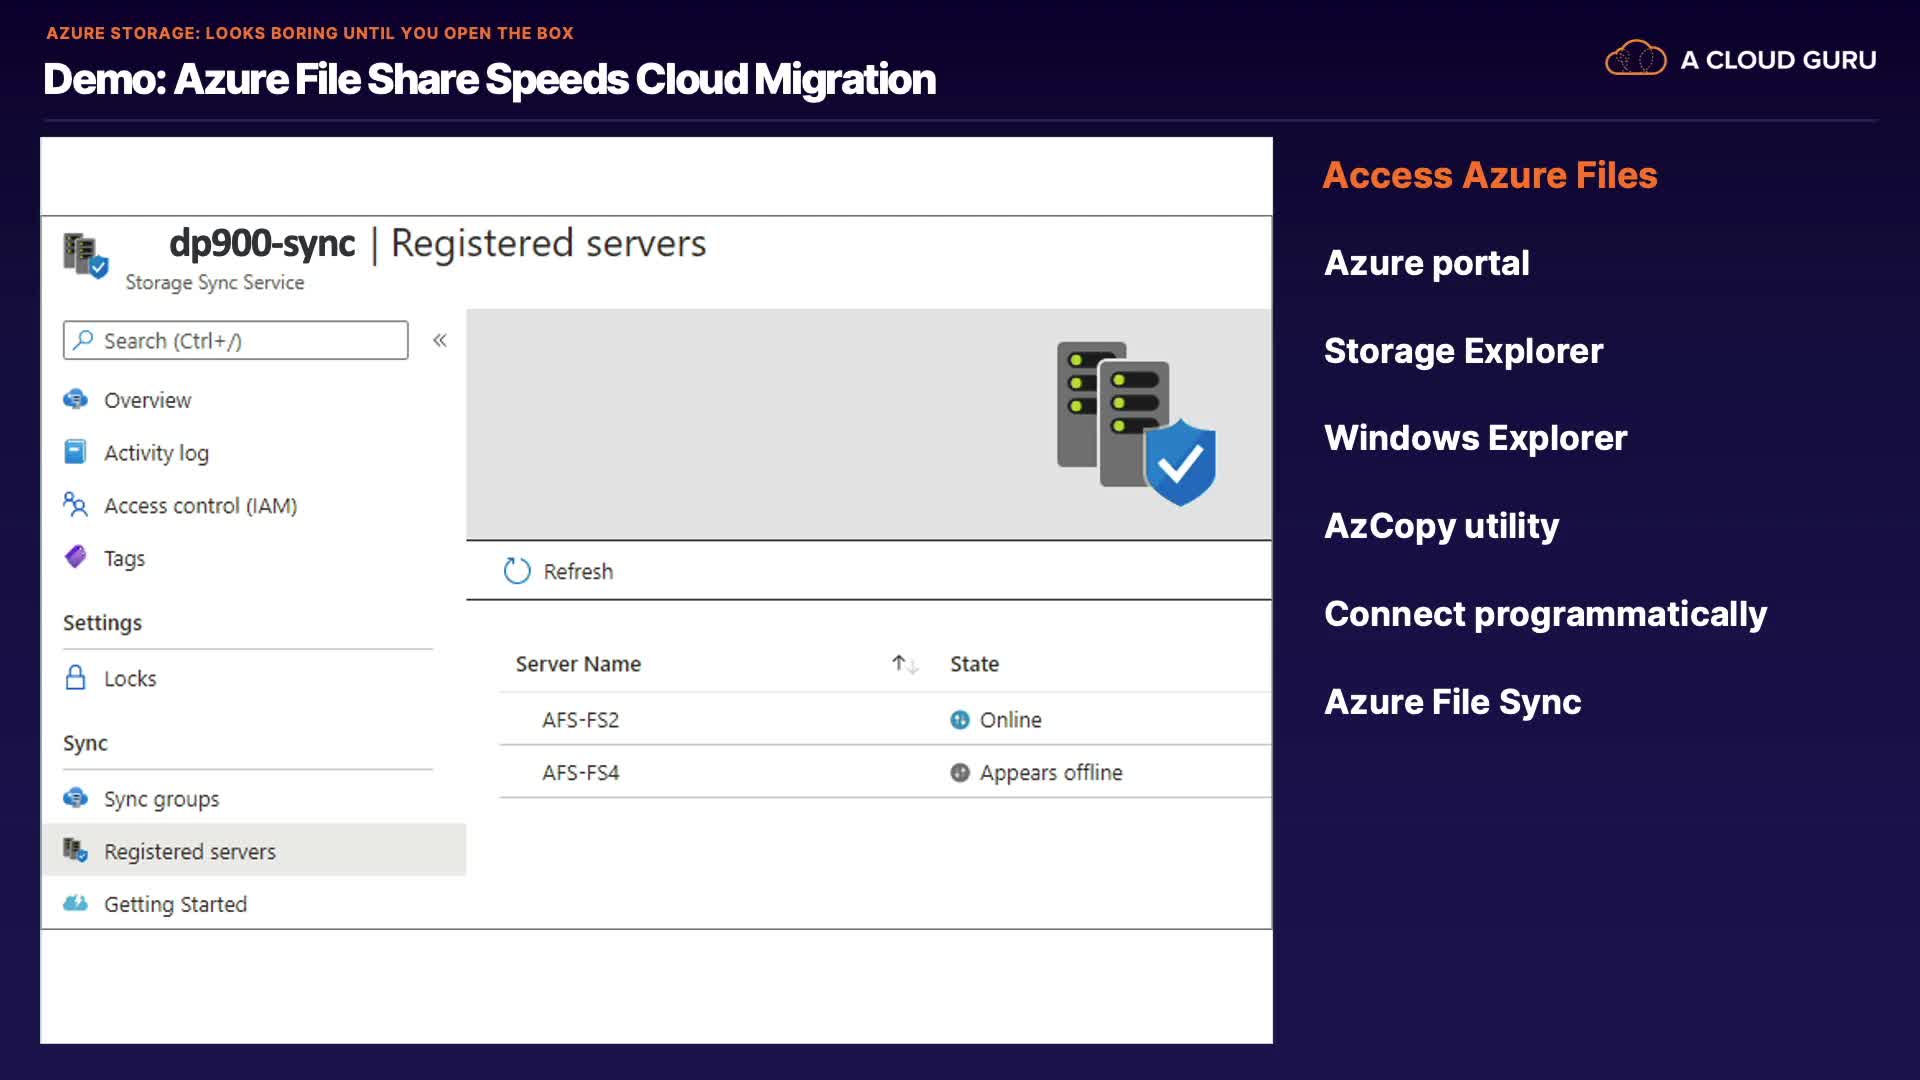 AZURE STORAGE: LOOKS BORING UNTIL YOU OPEN THE BOX
Demo: Azure File Share Speeds Cloud Migration
A CLOUD GURU
dp900-sync | Registered servers
Storage Sync Service
Search (Ctrl+/)
«
Overview
Activity log
Access control (IAM)
Tags
Settings
Locks
Sync
Sync groups
Registered servers
Getting Started
Refresh
Server Name ↑↓ State
AFS-FS2 Online
AFS-FS4 Appears offline
Access Azure Files
Azure portal
Storage Explorer
Windows Explorer
AzCopy utility
Connect programmatically
Azure File Sync